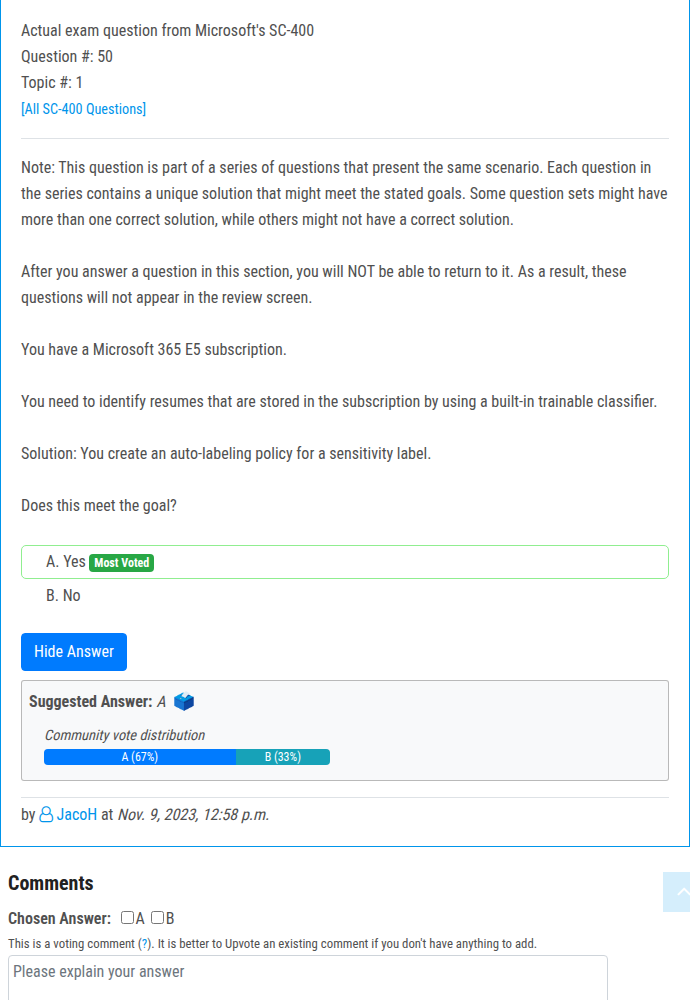 Actual exam question from Microsoft's SC-400
Question #: 50
Topic #: 1
[All SC-400 Questions]
Note: This question is part of a series of questions that present the same scenario. Each question in
the series contains a unique solution that might meet the stated goals. Some question sets might have
more than one correct solution, while others might not have a correct solution.
After you answer a question in this section, you will NOT be able to return to it. As a result, these
questions will not appear in the review screen.
You have a Microsoft 365 E5 subscription.
You need to identify resumes that are stored in the subscription by using a built-in trainable classifier.
Solution: You create an auto-labeling policy for a sensitivity label.
Does this meet the goal?
A. Yes Most Voted
B. No
Hide Answer
Suggested Answer: A
Community vote distribution
A (67%) B (33%)
by JacoH at Nov. 9, 2023, 12:58 p.m.
Comments
Chosen Answer: A B
This is a voting comment (?). It is better to Upvote an existing comment if you don't have anything to add.
Please explain your answer